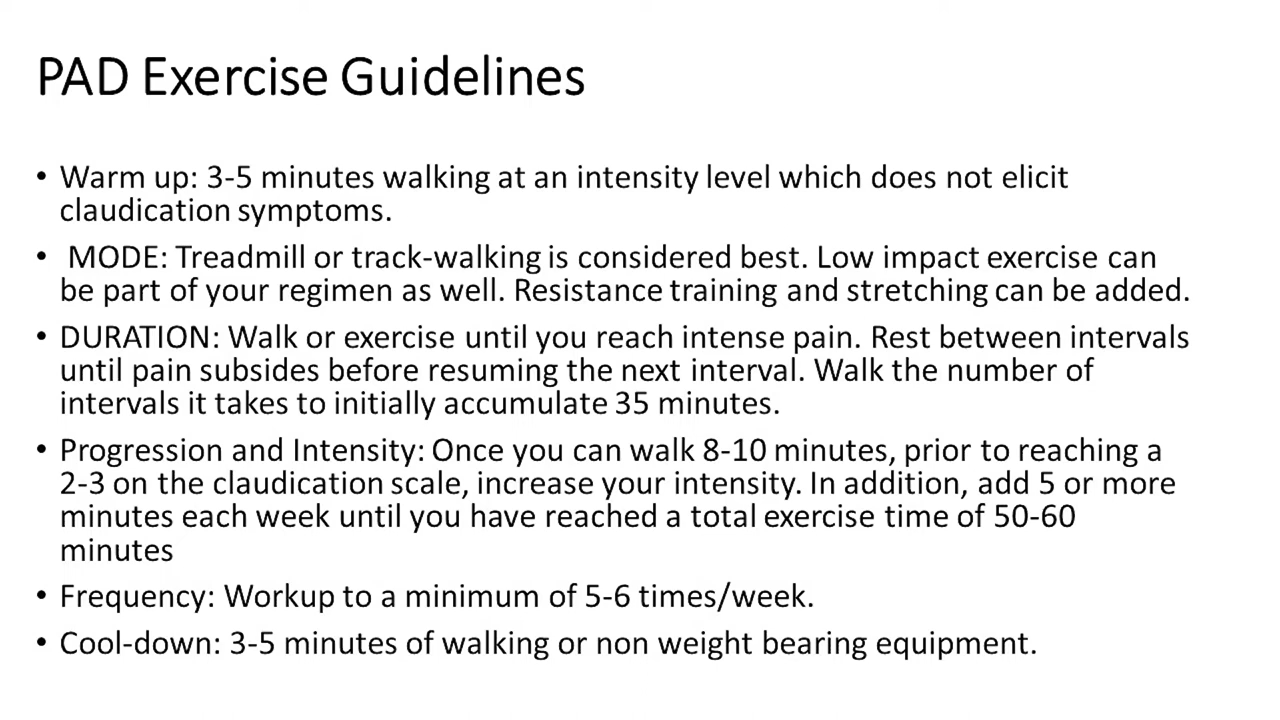 PAD Exercise Guidelines
• Warm up: 3-5 minutes walking at an intensity level which does not elicit
claudication symptoms.
• MODE: Treadmill or track-walking is considered best. Low impact exercise can
be part of your regimen as well. Resistance training and stretching can be added.
• DURATION: Walk or exercise until you reach intense pain. Rest between intervals
until pain subsides before resuming the next interval. Walk the number of
intervals it takes to initially accumulate 35 minutes.
• Progression and Intensity: Once you can walk 8-10 minutes, prior to reaching a
2-3 on the claudication scale, increase your intensity. In addition, add 5 or more
minutes each week until you have reached a total exercise time of 50-60
minutes
• Frequency: Workup to a minimum of 5-6 times/week.
• Cool-down: 3-5 minutes of walking or non weight bearing equipment.